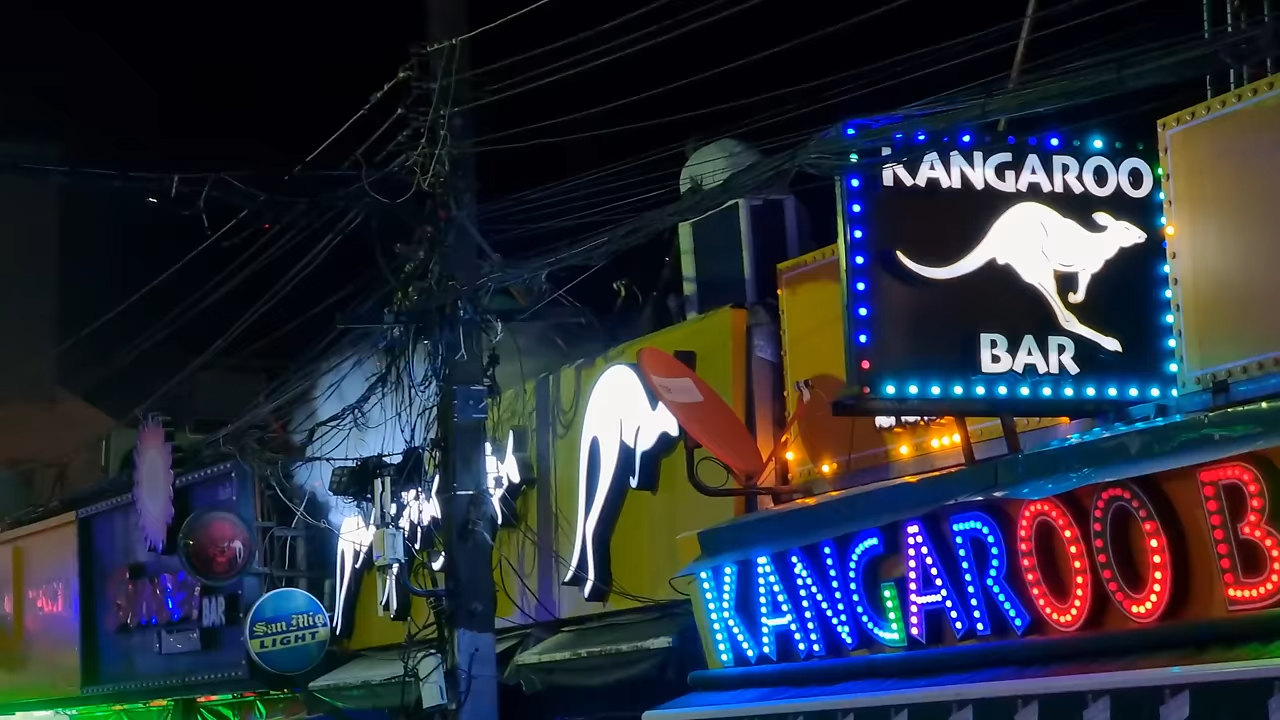 KANGAROO
BAR
KANGAROO B
BAR
San Mig
LIGHT